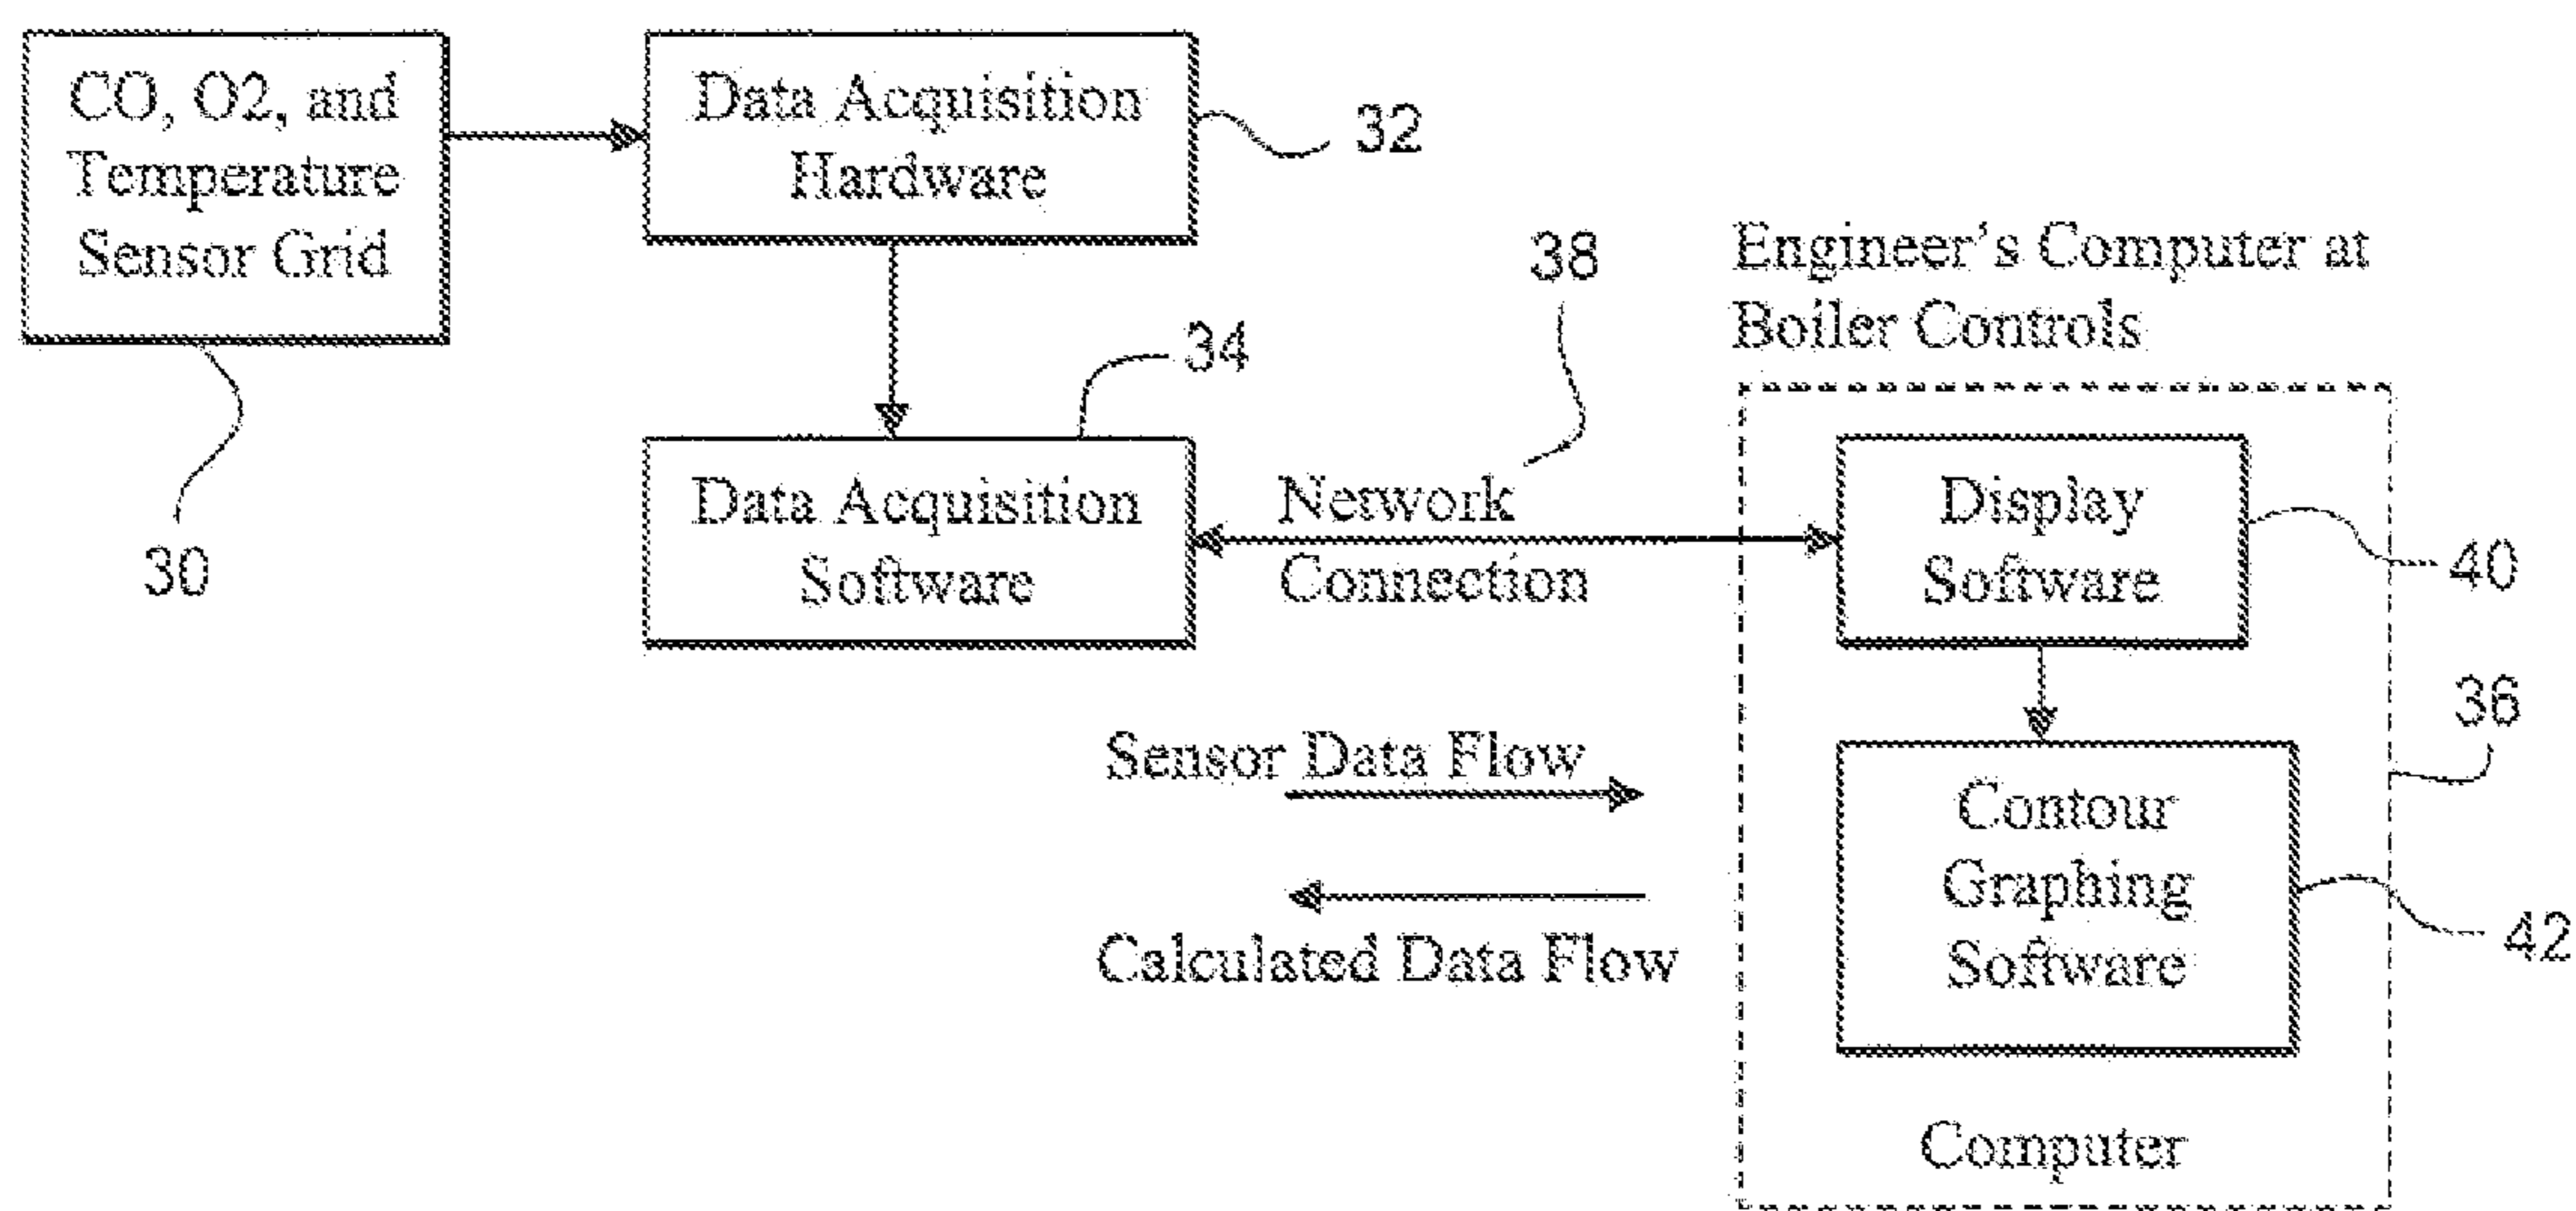 CO, O2, and
Temperature
Sensor Grid
30
Data Acquisition
Hardware
32
Data Acquisition
Software
34
Network
Connection
38
Engineer's Computer at
Boiler Controls
Display
Software
40
36
Contour
Graphing
Software
42
Computer
Sensor Data Flow
Calculated Data Flow